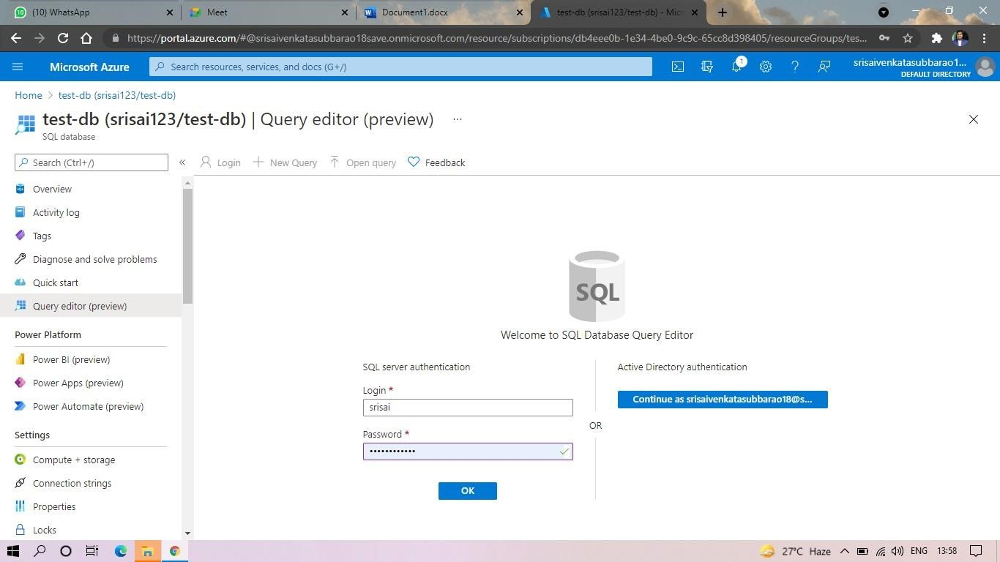 (10) WhatsApp
Meet
Document1.docx
test-db (srisai123/test-db) - Micr
https://portal.azure.com/#@srisaivenkatasubbarao18save.onmicrosoft.com/resource/subscriptions/db4eee0b-1e34-4be0-9c9c-65cc8d398405/resourceGroups/tes...
Microsoft Azure
Search resources, services, and docs (G+/)
1
srisaivenkatasubbarao1...
DEFAULT DIRECTORY
Home > test-db (srisai123/test-db)
test-db (srisai123/test-db) | Query editor (preview) ...
SQL database
Search (Ctrl+/)
«
Login
New Query
Open query
Feedback
Overview
Activity log
Tags
Diagnose and solve problems
Quick start
Query editor (preview)
Power Platform
Power BI (preview)
Power Apps (preview)
Power Automate (preview)
Settings
Compute + storage
Connection strings
Properties
Locks
SQL
Welcome to SQL Database Query Editor
SQL server authentication
Login *
srisai
Password *
••••••••••••
OK
OR
Active Directory authentication
Continue as srisaivenkatasubbarao18@s...
27°C Haze
ENG
13:58